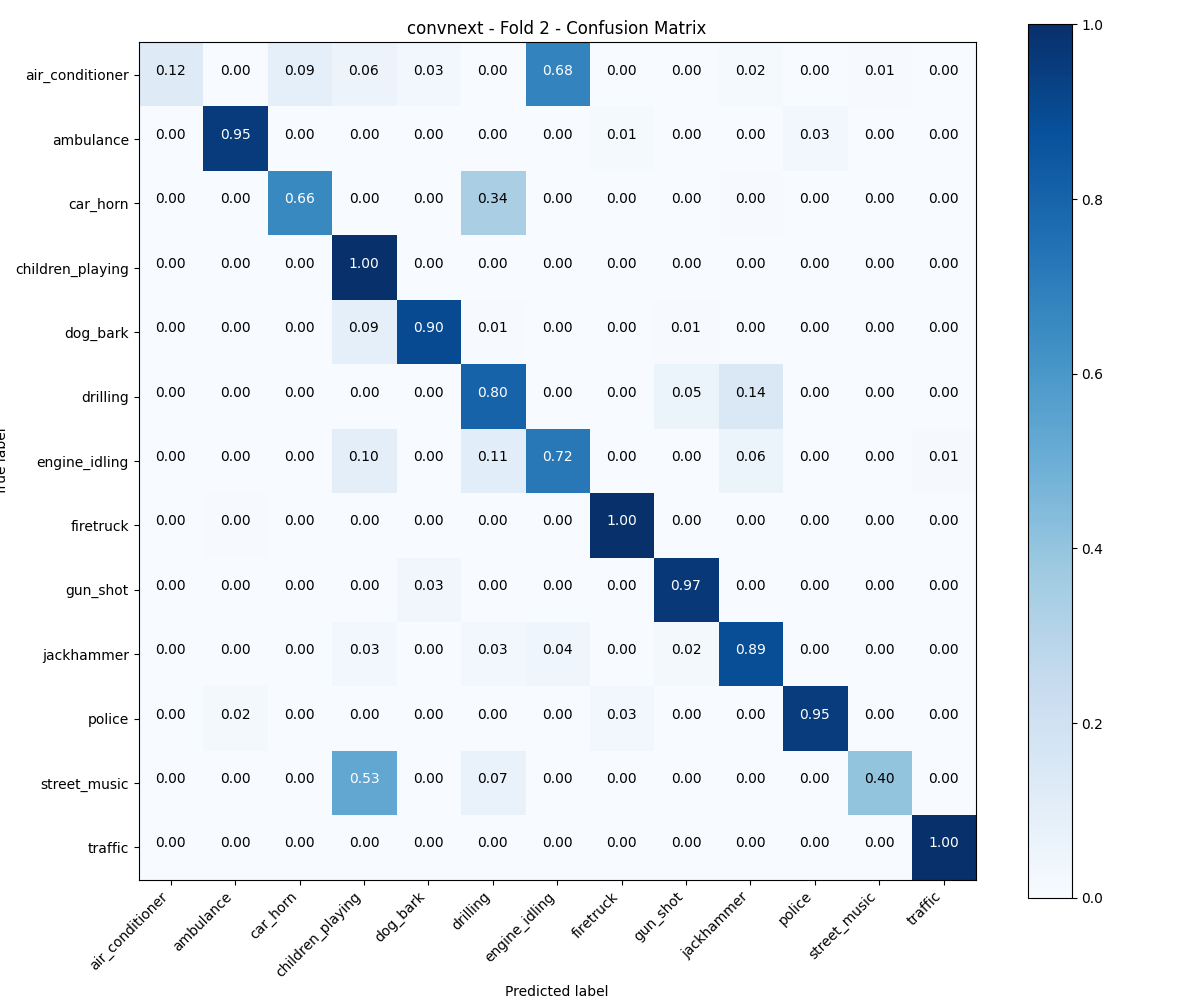 convnext - Fold 2 - Confusion Matrix
air_conditioner 0.12 0.00 0.09 0.06 0.03 0.00 0.68 0.00 0.00 0.02 0.00 0.01 0.00
ambulance 0.00 0.95 0.00 0.00 0.00 0.00 0.00 0.01 0.00 0.00 0.03 0.00 0.00
car_horn 0.00 0.00 0.66 0.00 0.00 0.34 0.00 0.00 0.00 0.00 0.00 0.00 0.00
children_playing 0.00 0.00 0.00 1.00 0.00 0.00 0.00 0.00 0.00 0.00 0.00 0.00 0.00
dog_bark 0.00 0.00 0.00 0.09 0.90 0.01 0.00 0.00 0.01 0.00 0.00 0.00 0.00
drilling 0.00 0.00 0.00 0.00 0.00 0.80 0.00 0.00 0.05 0.14 0.00 0.00 0.00
engine_idling 0.00 0.00 0.00 0.10 0.00 0.11 0.72 0.00 0.00 0.06 0.00 0.00 0.01
firetruck 0.00 0.00 0.00 0.00 0.00 0.00 0.00 1.00 0.00 0.00 0.00 0.00 0.00
gun_shot 0.00 0.00 0.00 0.00 0.03 0.00 0.00 0.00 0.97 0.00 0.00 0.00 0.00
jackhammer 0.00 0.00 0.00 0.03 0.00 0.03 0.04 0.00 0.02 0.89 0.00 0.00 0.00
police 0.00 0.02 0.00 0.00 0.00 0.00 0.00 0.03 0.00 0.00 0.95 0.00 0.00
street_music 0.00 0.00 0.00 0.53 0.00 0.07 0.00 0.00 0.00 0.00 0.00 0.40 0.00
traffic 0.00 0.00 0.00 0.00 0.00 0.00 0.00 0.00 0.00 0.00 0.00 0.00 1.00
air_conditioner ambulance car_horn children_playing dog_bark drilling engine_idling firetruck gun_shot jackhammer police street_music traffic
Predicted label
1.0
0.8
0.6
0.4
0.2
0.0